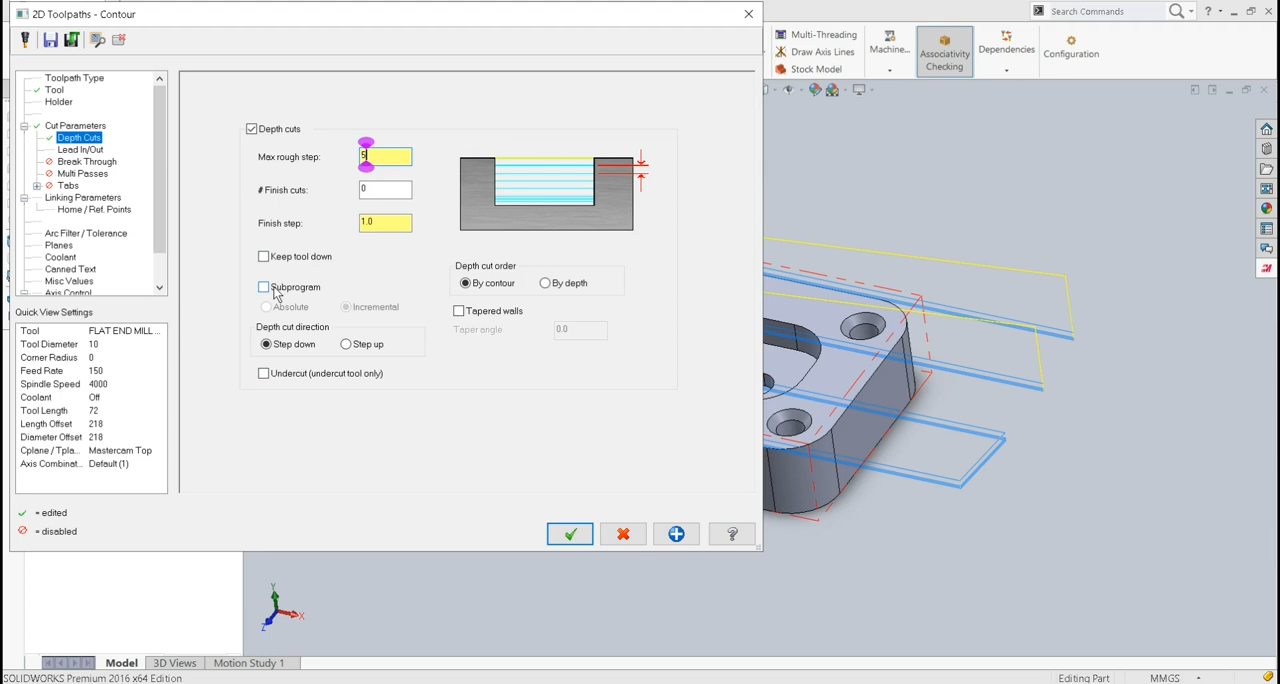 2D Toolpaths - Contour
Search Commands
Multi-Threading
Draw Axis Lines
Stock Model
Machine...
Associativity
Checking
Dependencies
Configuration
Toolpath Type
Tool
Holder
Cut Parameters
Depth Cuts
Lead In/Out
Break Through
Multi Passes
Tabs
Linking Parameters
Home / Ref. Points
Arc Filter / Tolerance
Planes
Coolant
Canned Text
Misc Values
Axis Control
Depth cuts
Max rough step:
5
# Finish cuts:
0
Finish step:
1.0
Keep tool down
Subprogram
Absolute
Incremental
Depth cut direction
Step down
Step up
Undercut (undercut tool only)
Depth cut order
By contour
By depth
Tapered walls
Taper angle
0.0
Quick View Settings
Tool FLAT END MILL ...
Tool Diameter 10
Corner Radius 0
Feed Rate 150
Spindle Speed 4000
Coolant Off
Tool Length 72
Length Offset 218
Diameter Offset 218
Cplane / Tpla... Mastercam Top
Axis Combinat... Default (1)
= edited
= disabled
Y
X
Z
Model
3D Views
Motion Study 1
SOLIDWORKS Premium 2016 x64 Edition
Editing Part
MMGS